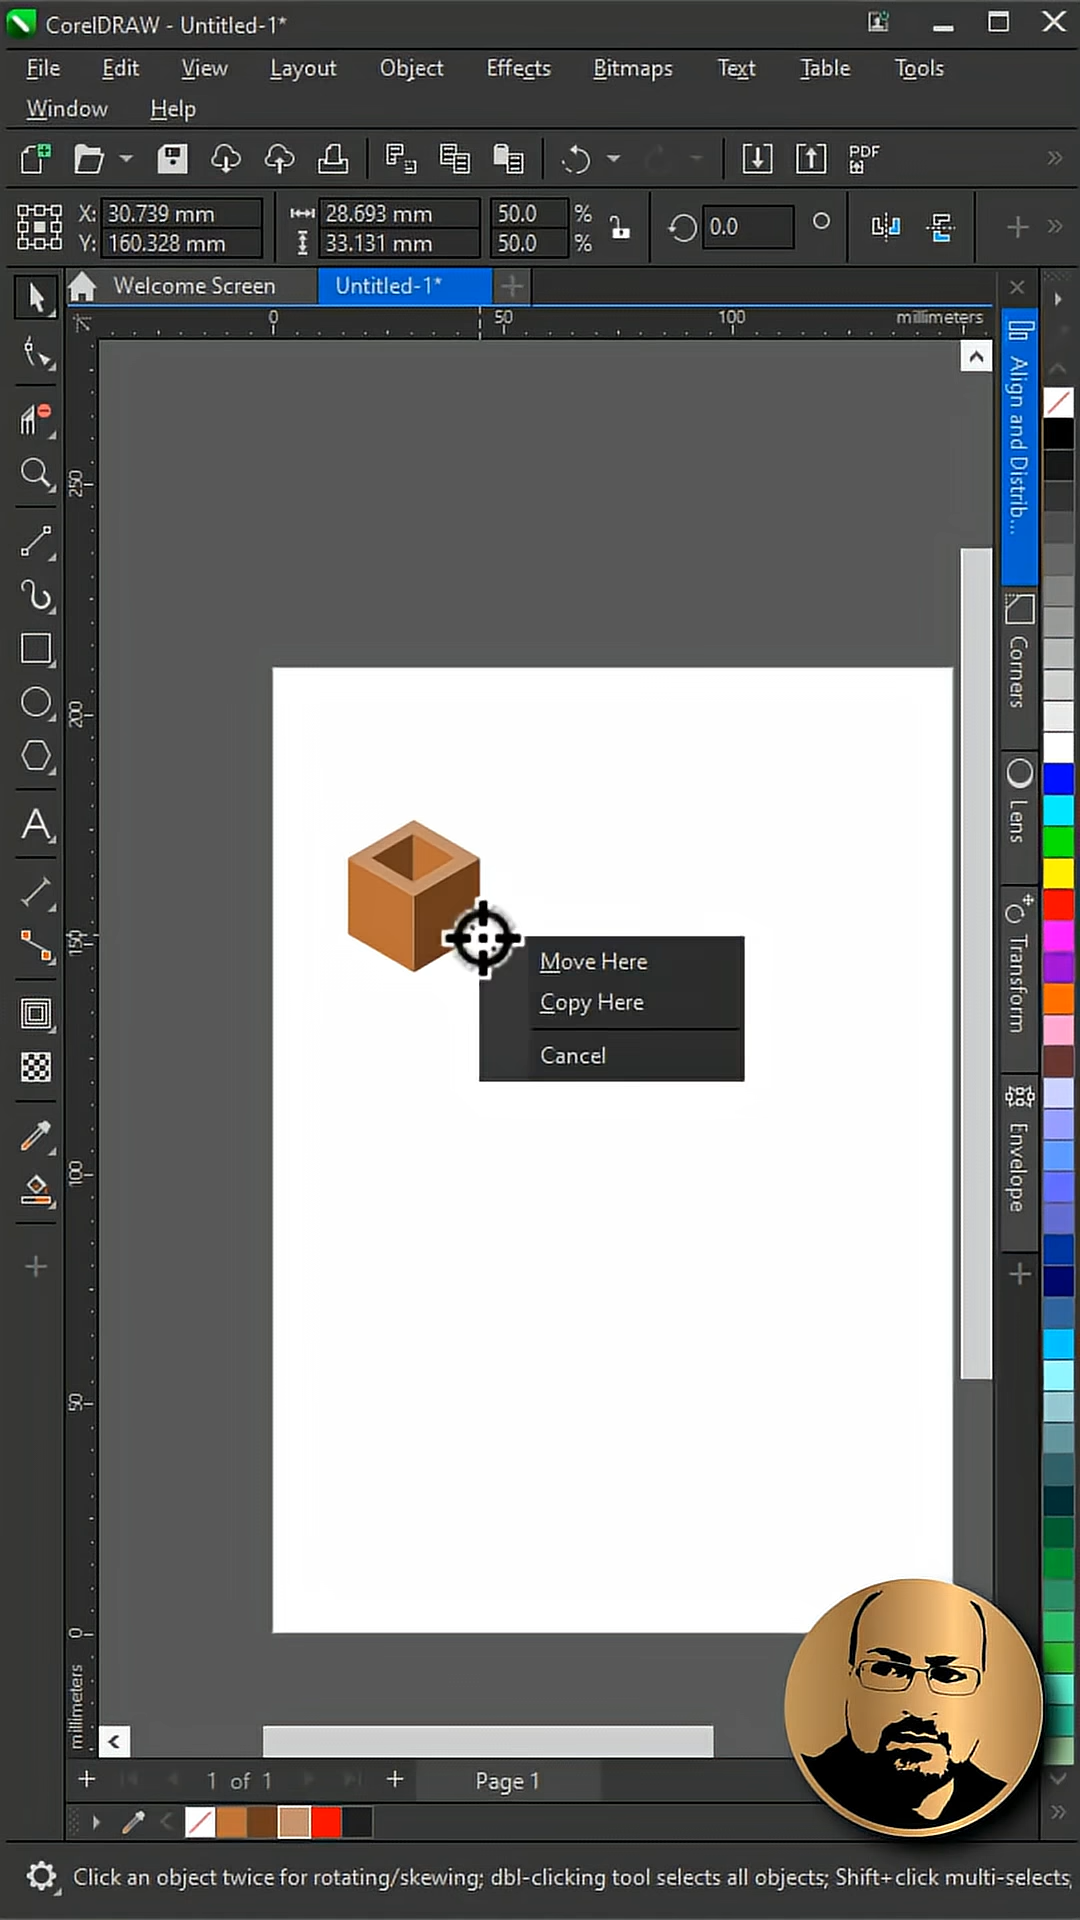 CorelDRAW - Untitled-1*
File Edit View Layout Object Effects Bitmaps Text Table Tools
Window Help
PDF
X: 30.739 mm 28.693 mm 50.0 %
Y: 160.328 mm 33.131 mm 50.0 %
0.0
Welcome Screen Untitled-1*
0 50 100 millimeters
Align and Distrib...
Corners
Lens
Transform
Envelope
250
200
150
100
50
0
millimeters
Move Here
Copy Here
Cancel
A
1 of 1 Page 1
Click an object twice for rotating/skewing; dbl-clicking tool selects all objects; Shift+click multi-selects;